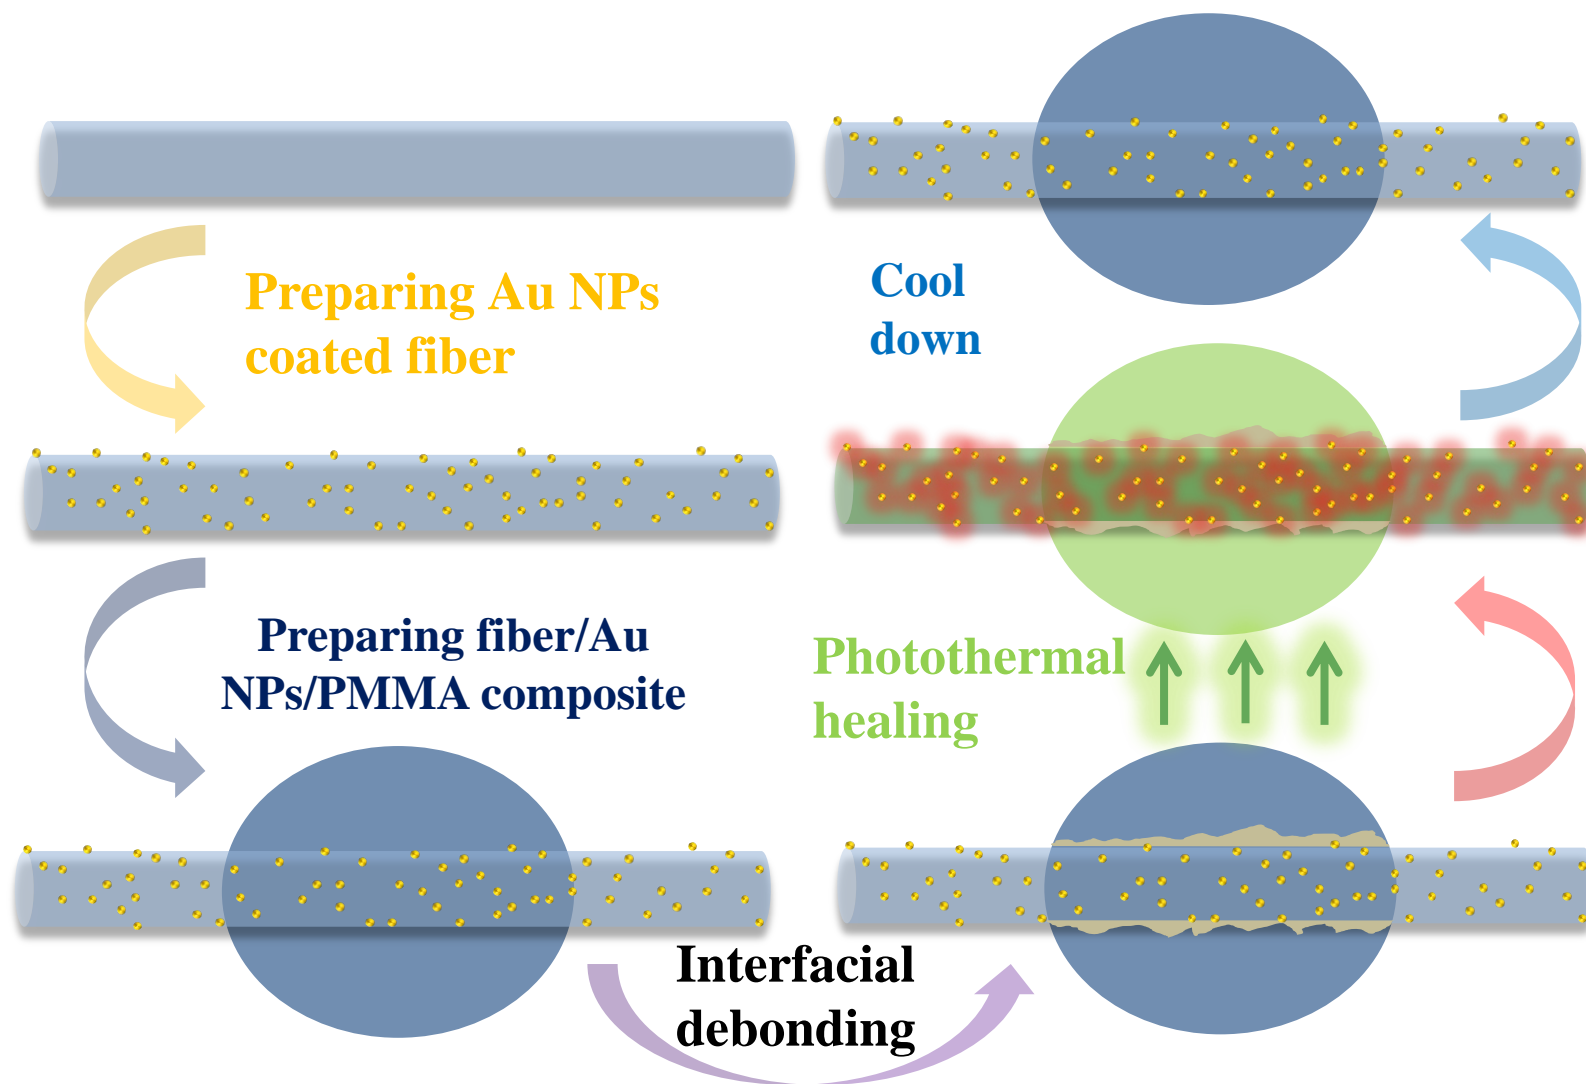 Preparing Au NPs
coated fiber
Preparing fiber/Au
NPs/PMMA composite
Interfacial
debonding
Photothermal
healing
Cool
down